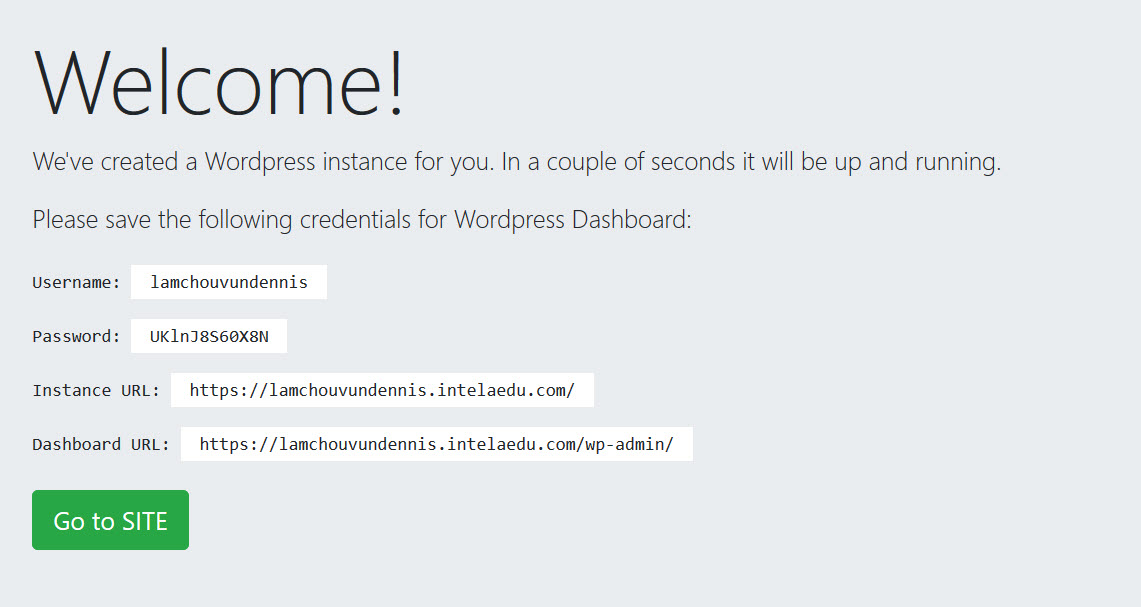 Welcome!
We've created a Wordpress instance for you. In a couple of seconds it will be up and running.
Please save the following credentials for Wordpress Dashboard:
Username: lamchouvundennis
Password: UKlnJ8S60X8N
Instance URL: https://lamchouvundennis.intelaedu.com/
Dashboard URL: https://lamchouvundennis.intelaedu.com/wp-admin/
Go to SITE